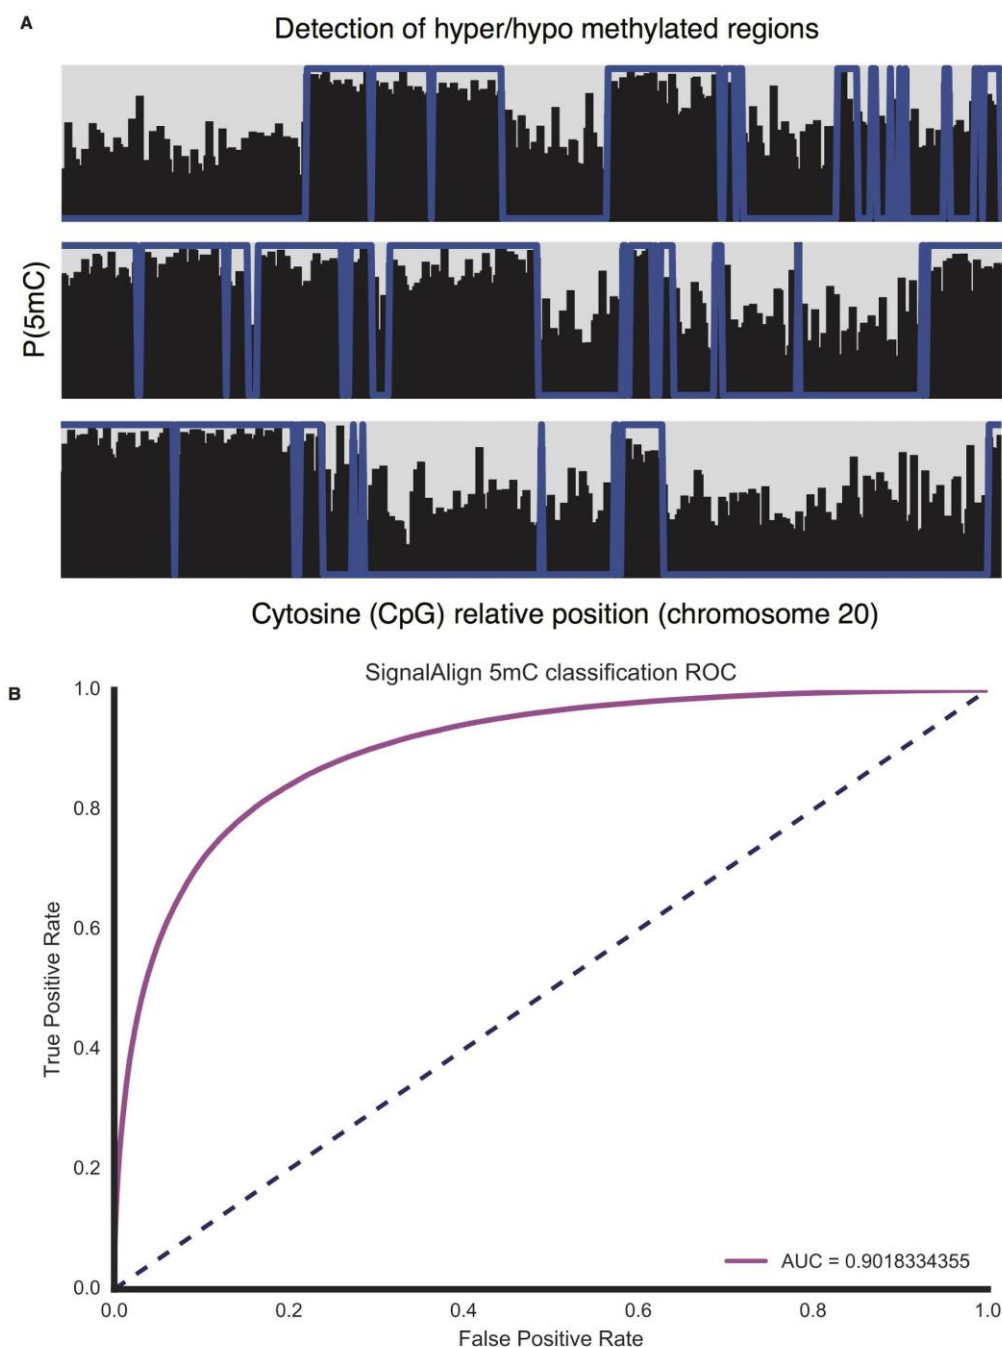 A
Detection of hyper/hypo methylated regions
P(5mC)
Cytosine (CpG) relative position (chromosome 20)
B
SignalAlign 5mC classification ROC
1.0
0.8
0.6
0.4
0.2
0.0
True Positive Rate
AUC = 0.9018334355
0.0 0.2 0.4 0.6 0.8 1.0
False Positive Rate